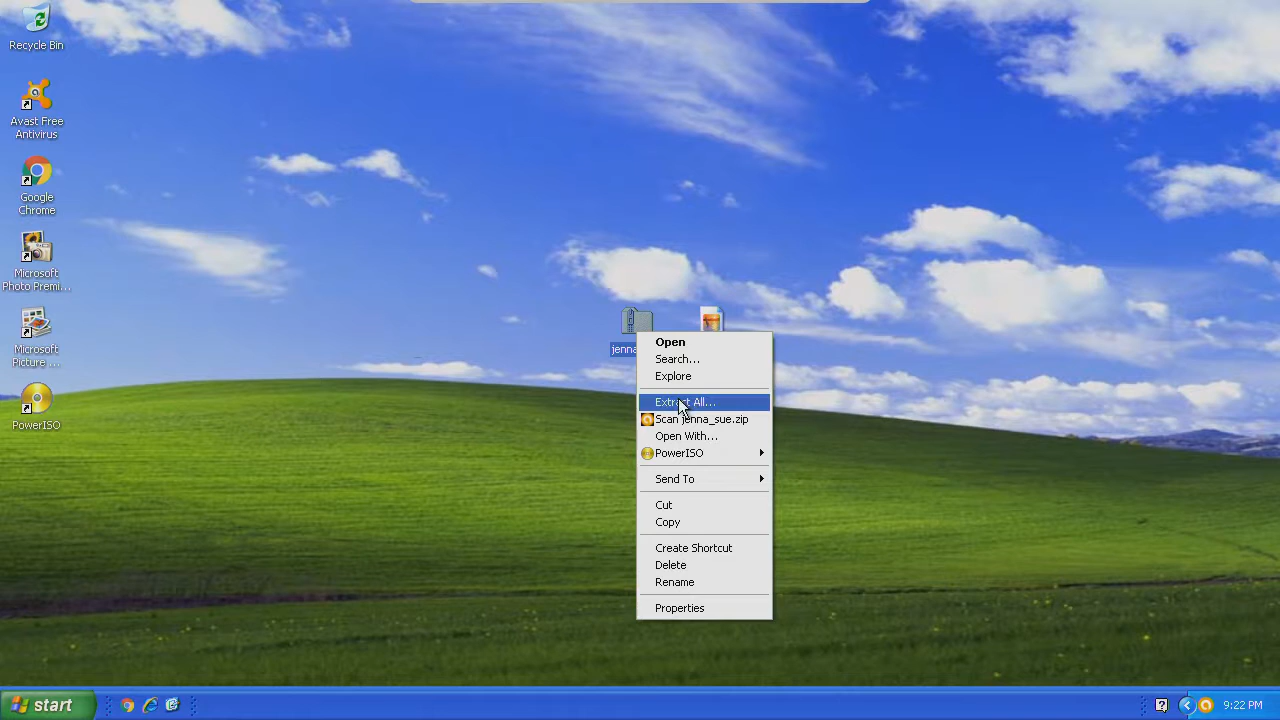 Recycle Bin
Avast Free
Antivirus
Google
Chrome
Microsoft
Photo Premi...
Microsoft
Picture ...
PowerISO
jenna
Open
Search...
Explore
Extract All...
Scan jenna_sue.zip
Open With...
PowerISO
Send To
Cut
Copy
Create Shortcut
Delete
Rename
Properties
start
9:22 PM